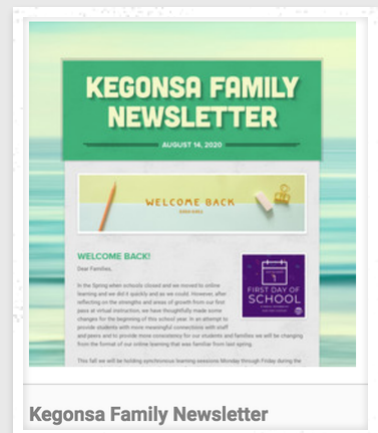 KEGONSA FAMILY
NEWSLETTER
AUGUST 14, 2020
WELCOME BACK
WELCOME BACK!
Dear Families,
In the Spring when schools closed and we moved to online
learning and we did it quickly and as we could. However, after
reflecting on the strengths and areas of growth from our first
pass at virtual instruction, we have thoughtfully made some
changes for the beginning of this school year. In an attempt to
provide students with more meaningful connections with staff
and peers and to provide more consistency for our students and families we will be changing
from the format of our online learning that was familiar from last spring.
This fall we will be holding synchronous learning sessions Monday through Friday during the
FIRST DAY OF
SCHOOL
Kegonsa Family Newsletter